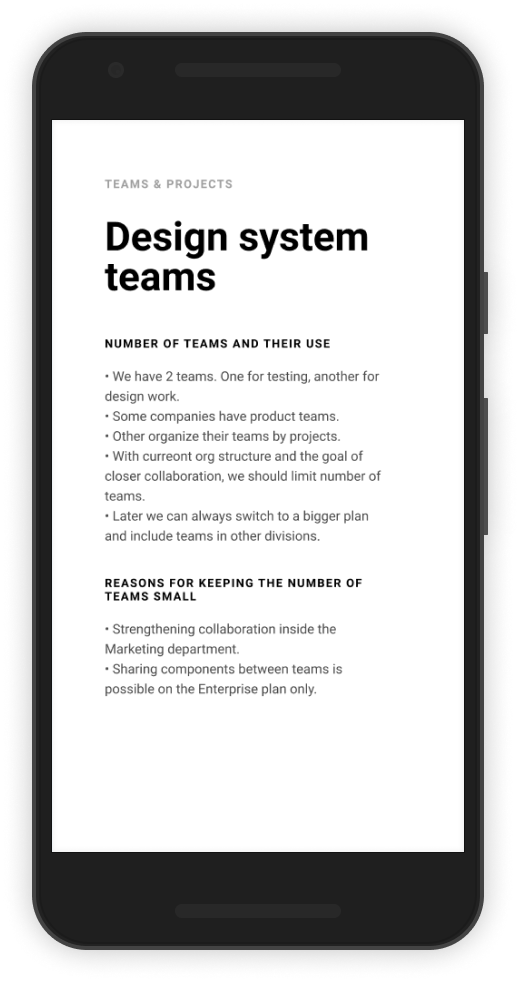 TEAMS & PROJECTS
Design system
teams
NUMBER OF TEAMS AND THEIR USE
• We have 2 teams. One for testing, another for
design work.
• Some companies have product teams.
• Other organize their teams by projects.
• With curreont org structure and the goal of
closer collaboration, we should limit number of
teams.
• Later we can always switch to a bigger plan
and include teams in other divisions.
REASONS FOR KEEPING THE NUMBER OF
TEAMS SMALL
• Strengthening collaboration inside the
Marketing department.
• Sharing components between teams is
possible on the Enterprise plan only.